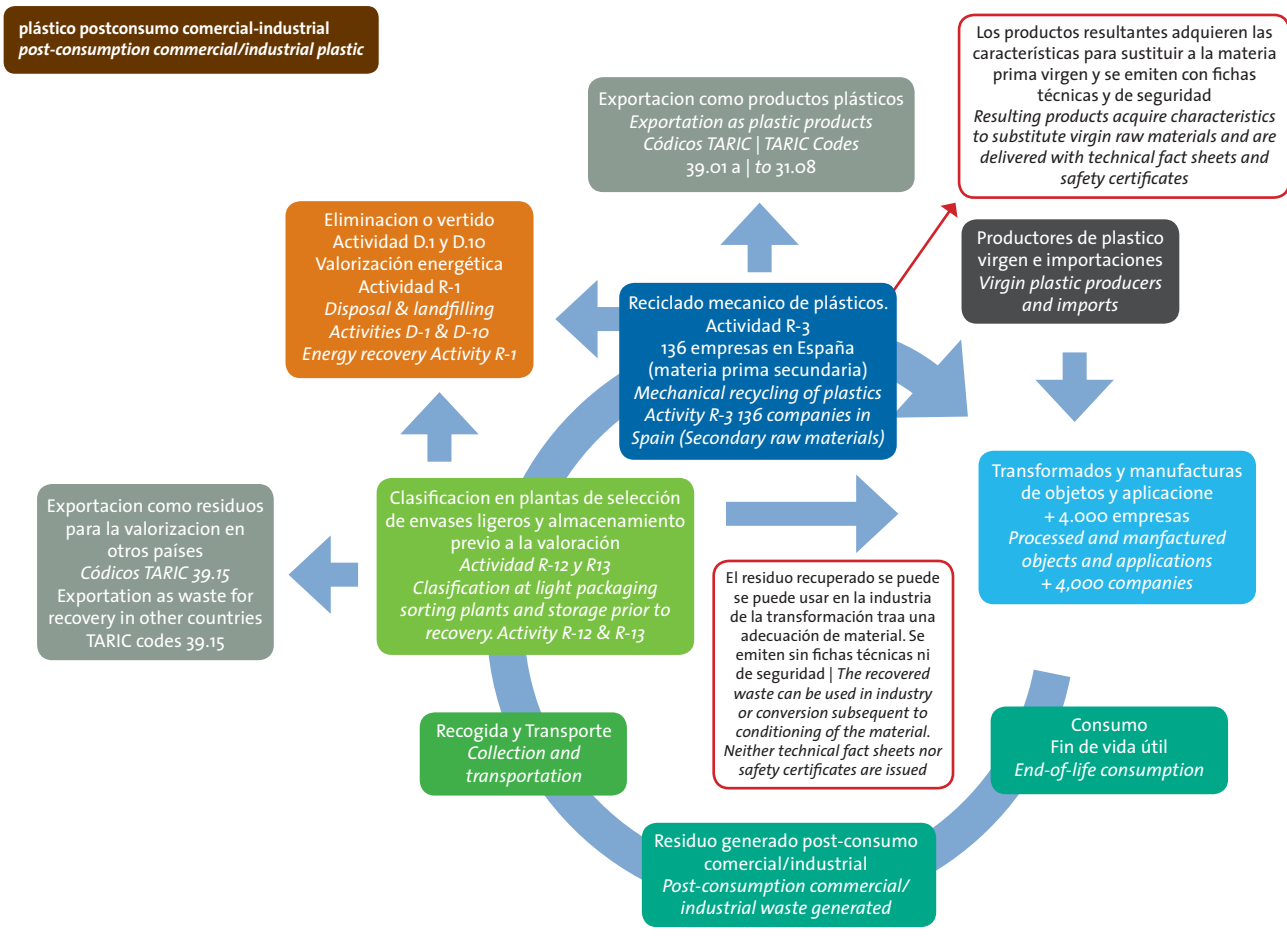 plástico postconsumo comercial-industrial
post-consumption commercial/industrial plastic
Los productos resultantes adquieren las
características para sustituir a la materia
prima virgen y se emiten con fichas
técnicas y de seguridad
Resulting products acquire characteristics
to substitute virgin raw materials and are
delivered with technical fact sheets and
safety certificates
Exportacion como productos plásticos
Exportation as plastic products
Códicos TARIC | TARIC Codes
39.01 a | to 31.08
Eliminacion o vertido
Actividad D.1 y D.10
Valorización energética
Actividad R-1
Disposal & landfilling
Activities D-1 & D-10
Energy recovery Activity R-1
Productores de plastico
virgen e importaciones
Virgin plastic producers
and imports
Reciclado mecanico de plásticos.
Actividad R-3
136 empresas en España
(materia prima secundaria)
Mechanical recycling of plastics
Activity R-3 136 companies in
Spain (Secondary raw materials)
Exportacion como residuos
para la valorizacion en
otros países
Códicos TARIC 39.15
Exportation as waste for
recovery in other countries
TARIC codes 39.15
Clasificacion en plantas de selección
de envases ligeros y almacenamiento
previo a la valoración
Actividad R-12 y R13
Clasification at light packaging
sorting plants and storage prior to
recovery. Activity R-12 & R-13
Transformados y manufacturas
de objetos y aplicacione
+ 4.000 empresas
Processed and manfactured
objects and applications
+ 4,000 companies
El residuo recuperado se puede
se puede usar en la industria
de la transformación traa una
adecuación de material. Se
emiten sin fichas técnicas ni
de seguridad | The recovered
waste can be used in industry
or conversion subsequent to
conditioning of the material.
Neither technical fact sheets nor
safety certificates are issued
Recogida y Transporte
Collection and
transportation
Consumo
Fin de vida útil
End-of-life consumption
Residuo generado post-consumo
comercial/industrial
Post-consumption commercial/
industrial waste generated